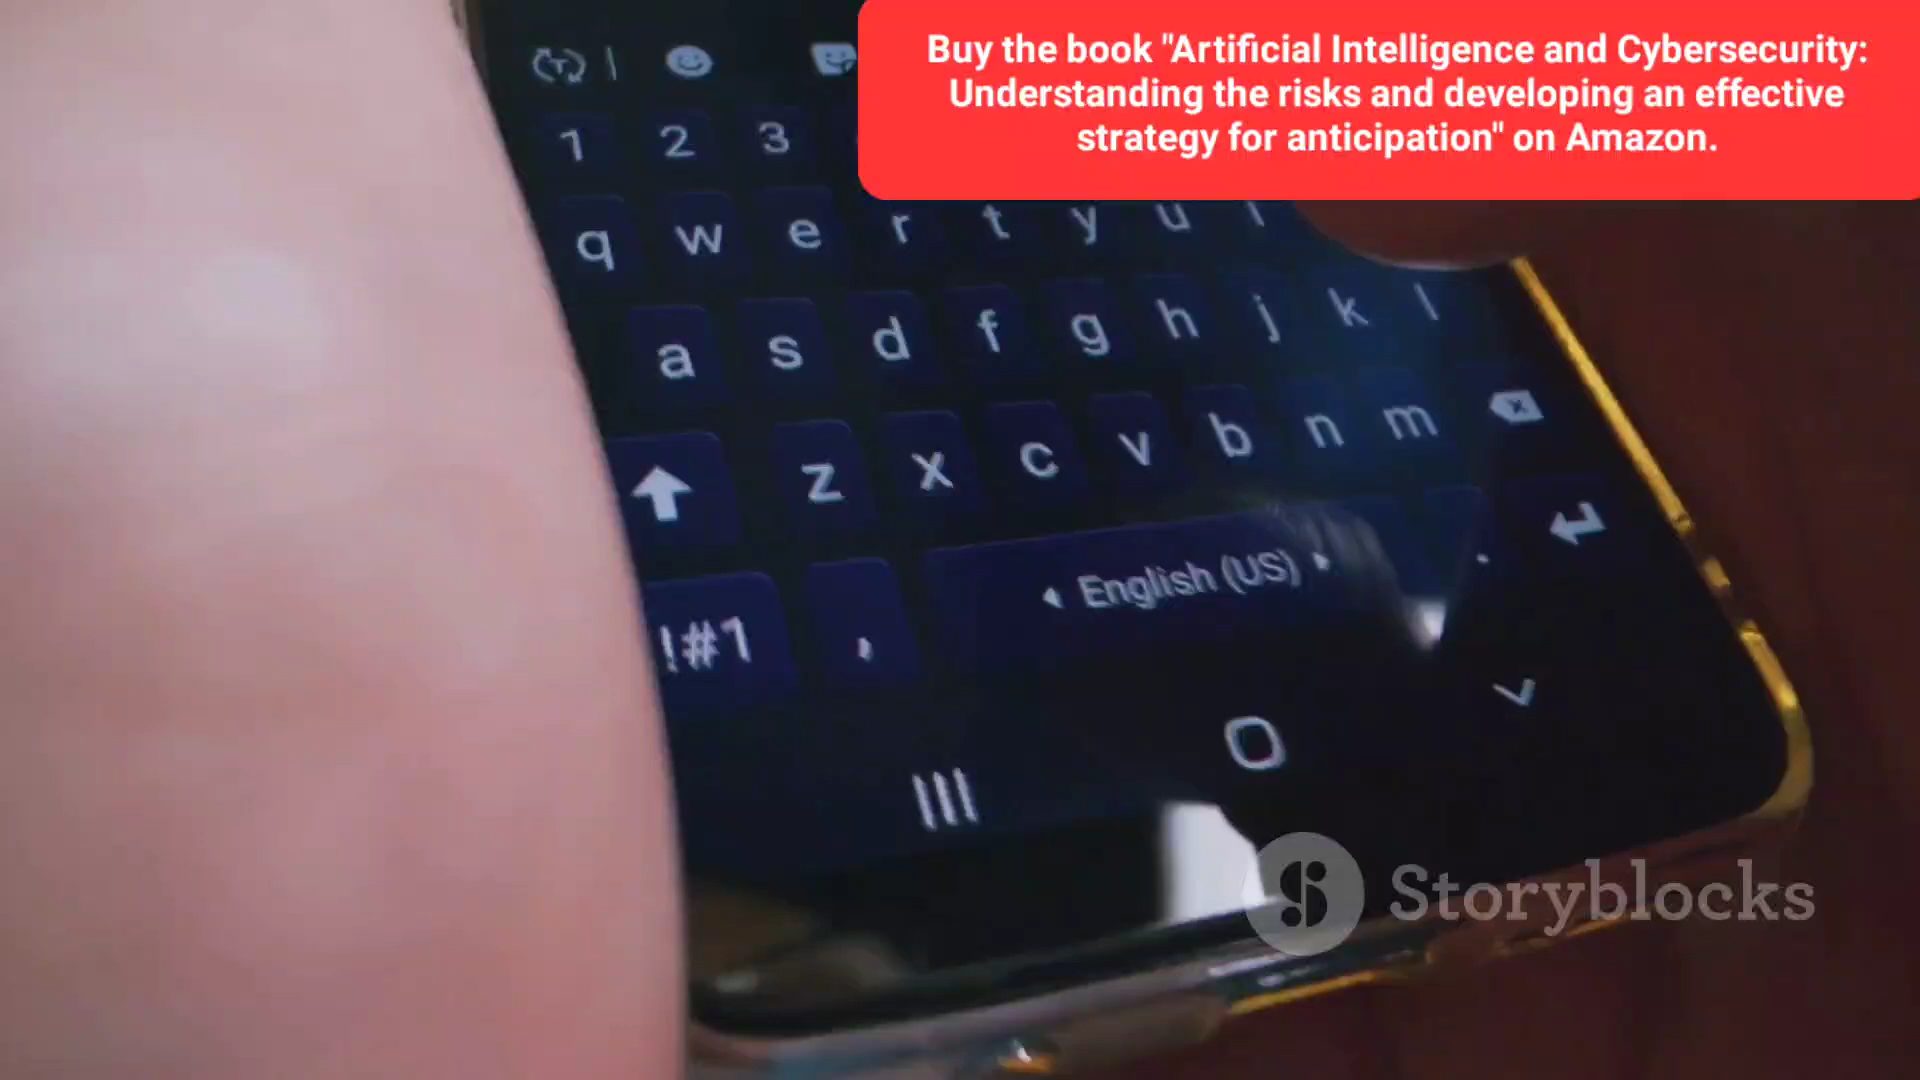 Buy the book "Artificial Intelligence and Cybersecurity:
Understanding the risks and developing an effective
strategy for anticipation" on Amazon.
T
1 2 3
q w e r t y u i
a s d f g h j k l
z x c v b n m
!#1 , English (US) .
Storyblocks